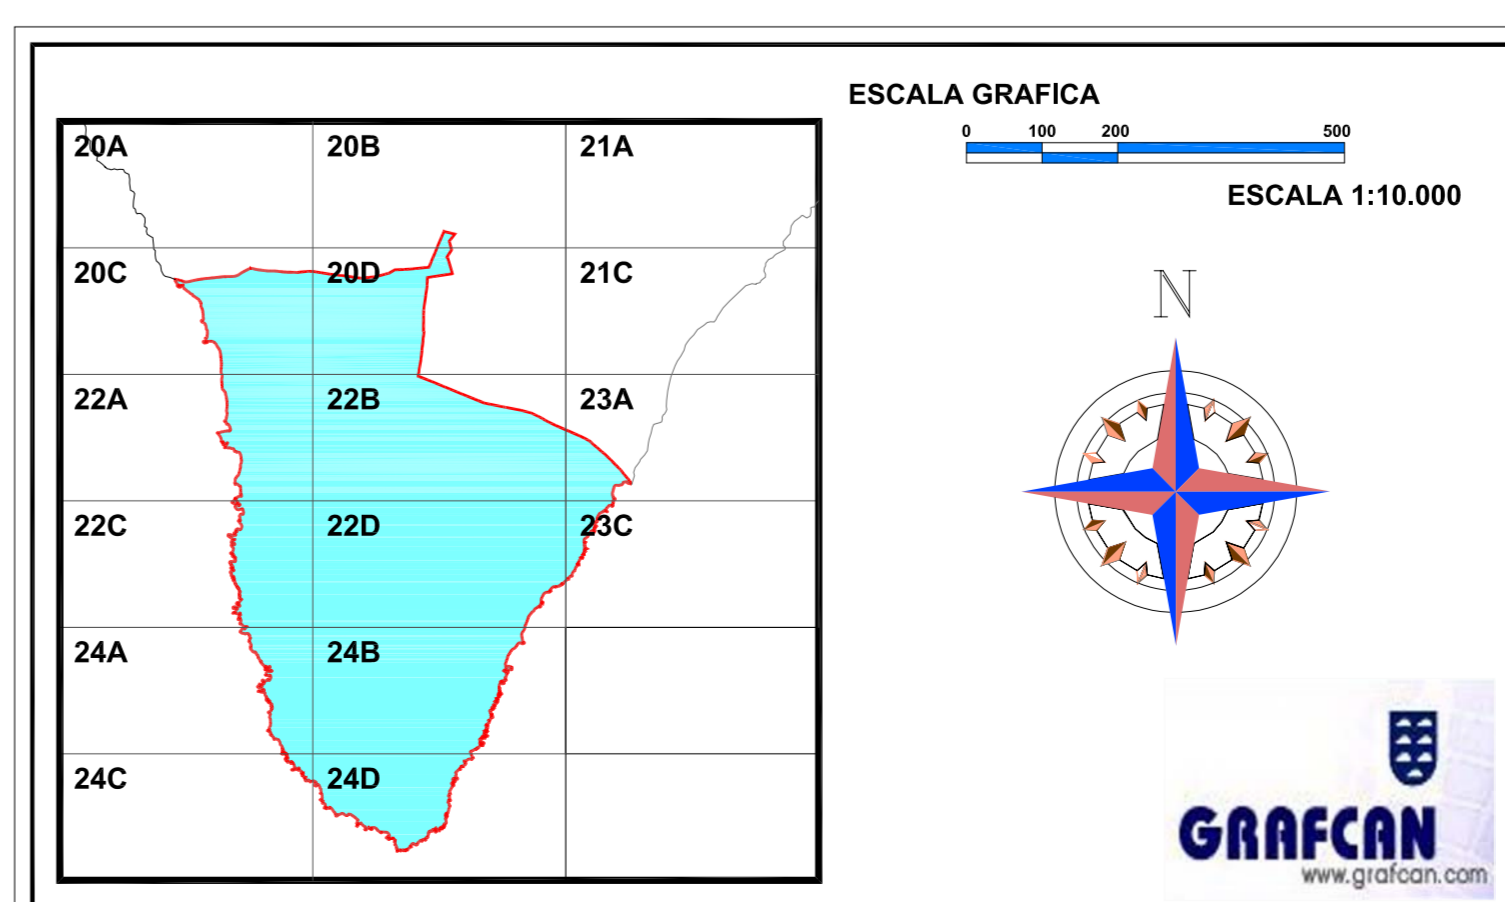 ESCALA GRAFICA
0 100 200 500
ESCALA 1:10.000
N
20A 20B 21A
20C 20D 21C
22A 22B 23A
22C 22D 23C
24A 24B
24C 24D
GRAFCAN
www.grafcan.com